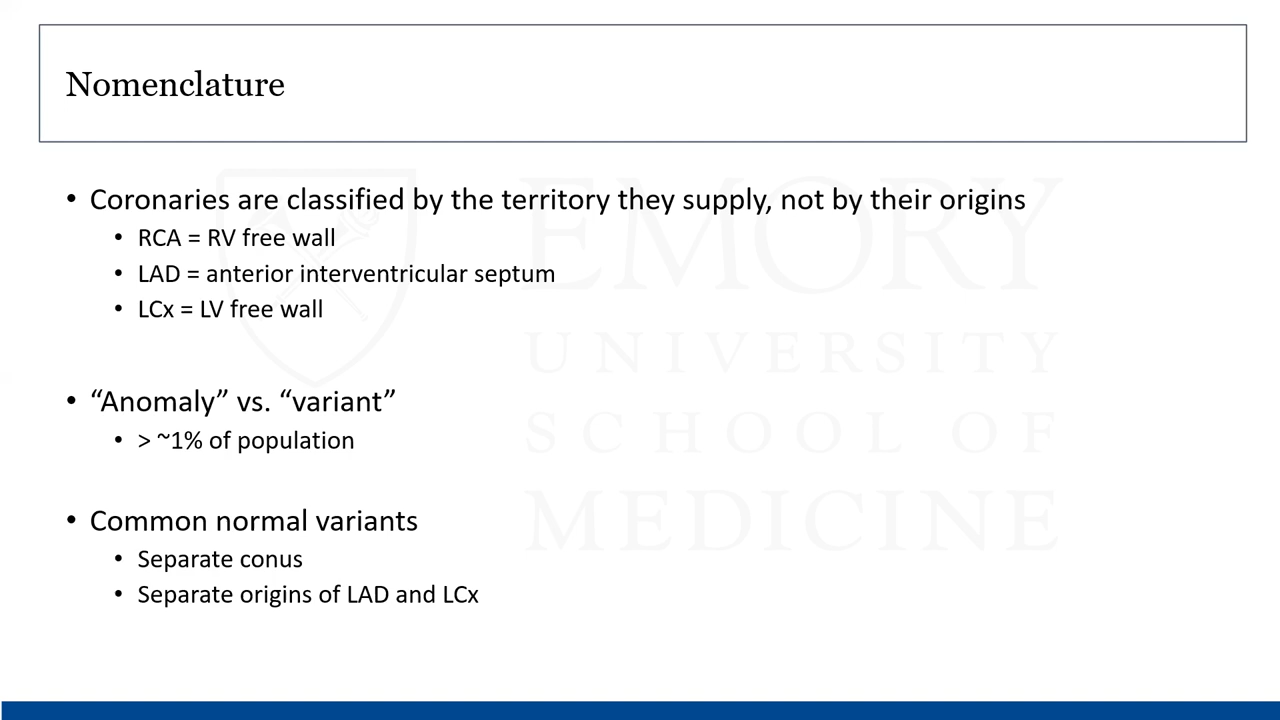 Nomenclature
• Coronaries are classified by the territory they supply, not by their origins
• RCA = RV free wall
• LAD = anterior interventricular septum
• LCx = LV free wall
• “Anomaly” vs. “variant”
• > ~1% of population
• Common normal variants
• Separate conus
• Separate origins of LAD and LCx
EMORY
UNIVERSITY
SCHOOL OF
MEDICINE